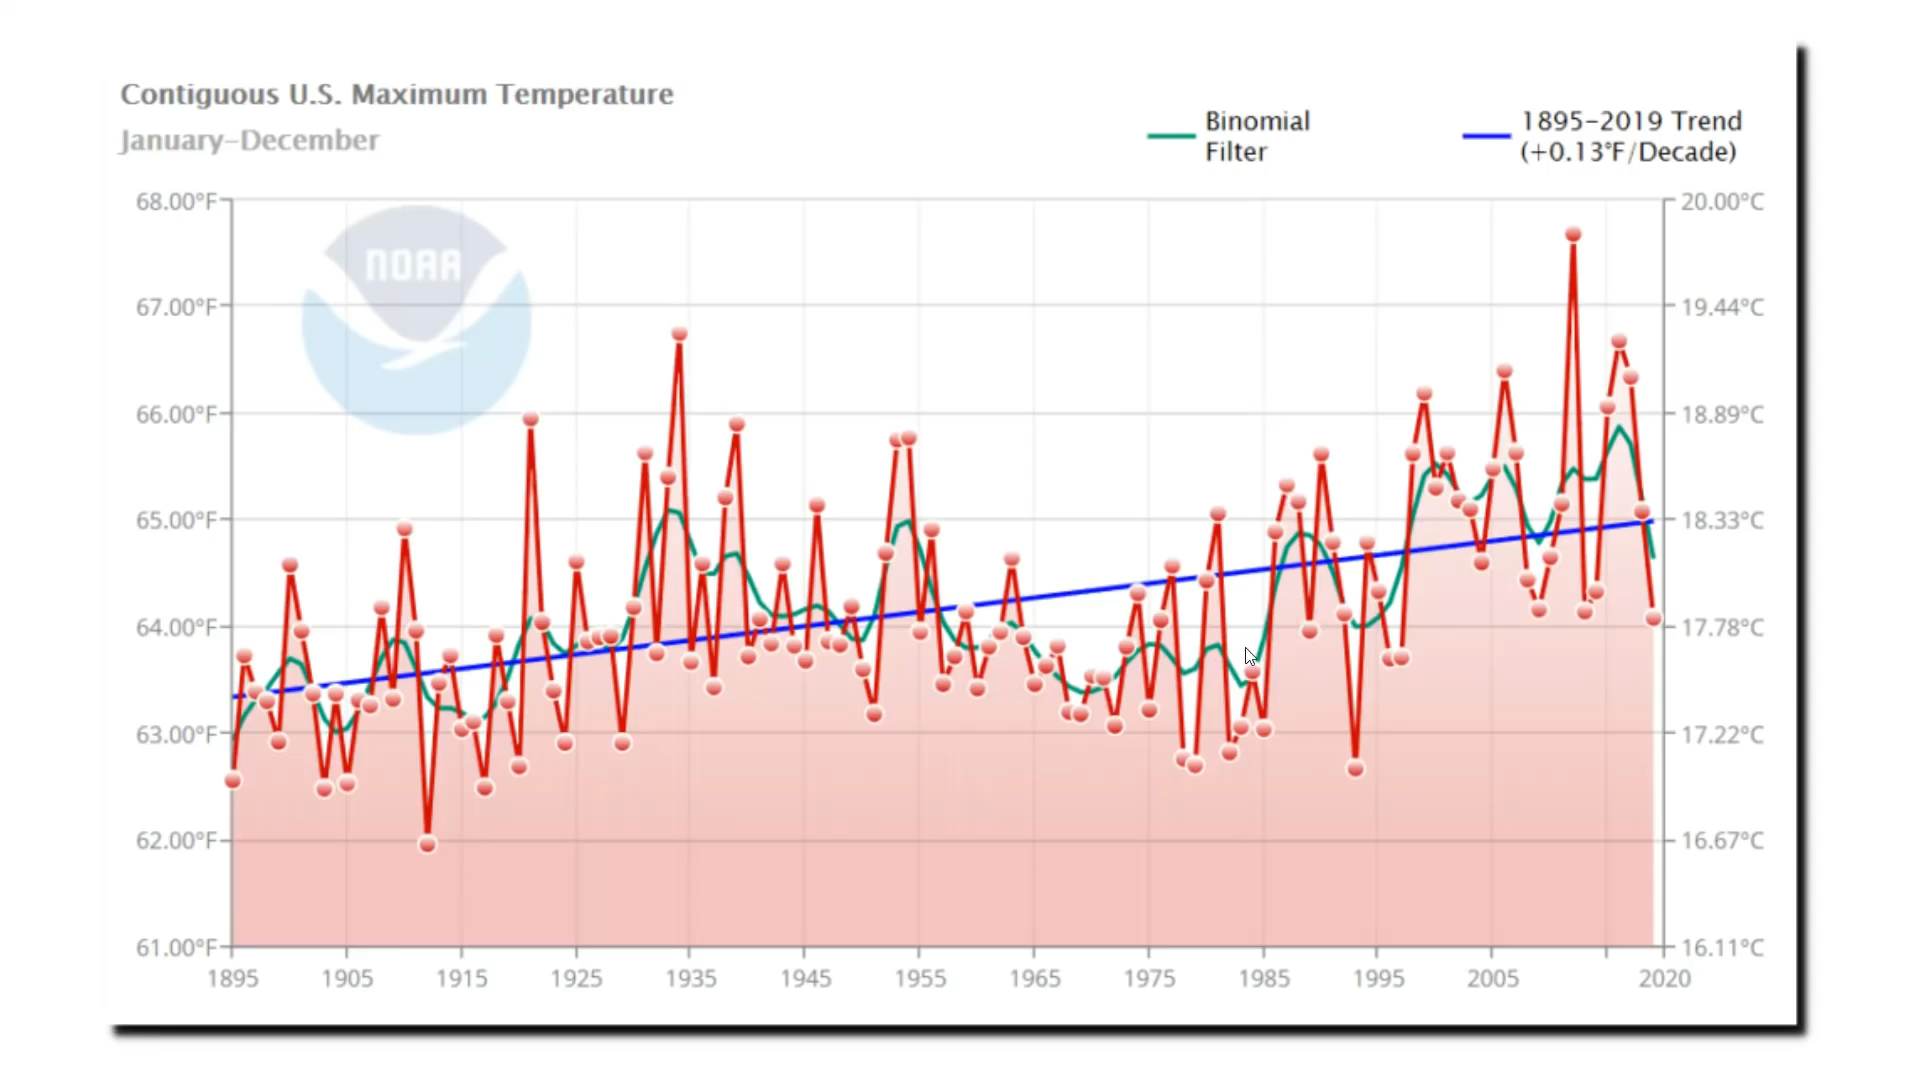 Contiguous U.S. Maximum Temperature
January–December
Binomial
Filter
1895–2019 Trend
(+0.13°F/Decade)
NOAA
68.00°F
67.00°F
66.00°F
65.00°F
64.00°F
63.00°F
62.00°F
61.00°F
20.00°C
19.44°C
18.89°C
18.33°C
17.78°C
17.22°C
16.67°C
16.11°C
1895 1905 1915 1925 1935 1945 1955 1965 1975 1985 1995 2005 2020